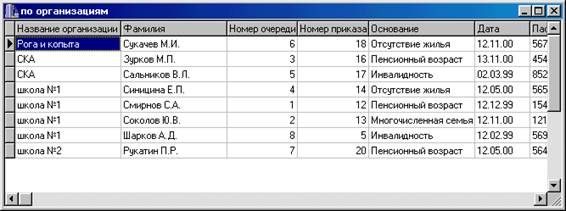 по организациям
Название организации Фамилия Номер очереди Номер приказа Основание Дата Пас
Рога и копыта Сукачев М.И. 6 18 Отсутствие жилья 12.11.00 567
СКА Зурков М.П. 3 16 Пенсионный возраст 13.11.00 454
СКА Сальников В.Л. 5 17 Инвалидность 02.03.99 852
школа №1 Синицина Е.П. 4 14 Отсутствие жилья 12.05.00 565
школа №1 Смирнов С.А. 1 12 Пенсионный возраст 12.12.99 154
школа №1 Соколов Ю.В. 2 13 Многочисленная семья 12.11.00 121
школа №1 Шарков А.Д. 8 5 Инвалидность 12.02.99 569
школа №2 Рукатин П.Р. 7 20 Пенсионный возраст 12.05.00 564